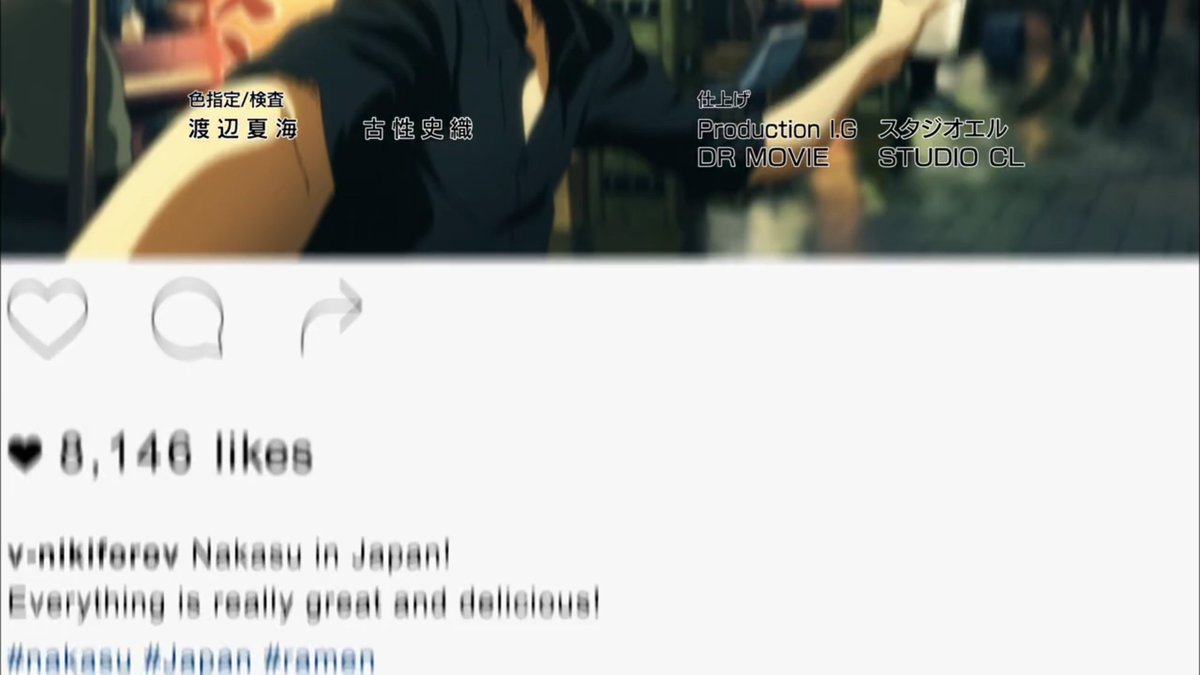 色指定/検査
渡辺夏海 古性史織
仕上げ
Production I.G スタジオエル
DR MOVIE STUDIO CL
8,146 likes
v-nikiforov Nakasu in Japan!
Everything is really great and delicious!
#nakasu #Japan #ramen